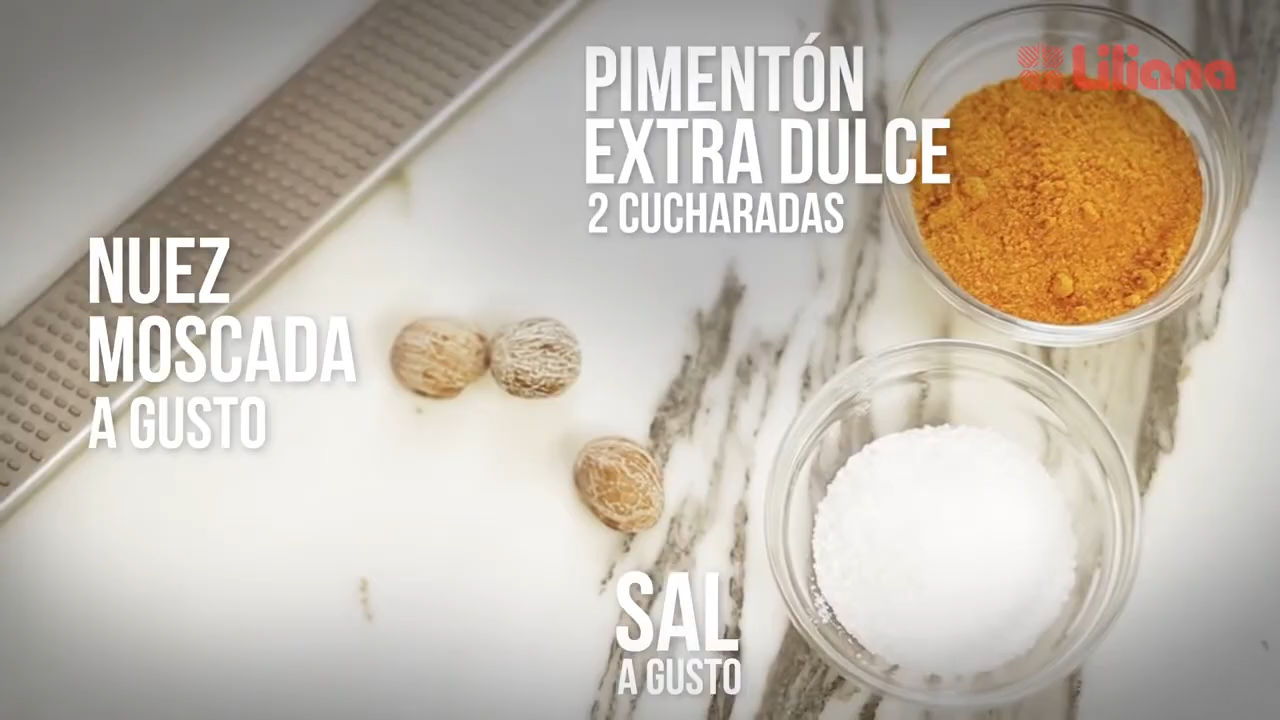 Liliana
PIMENTÓN
EXTRA DULCE
2 CUCHARADAS
NUEZ
MOSCADA
A GUSTO
SAL
A GUSTO